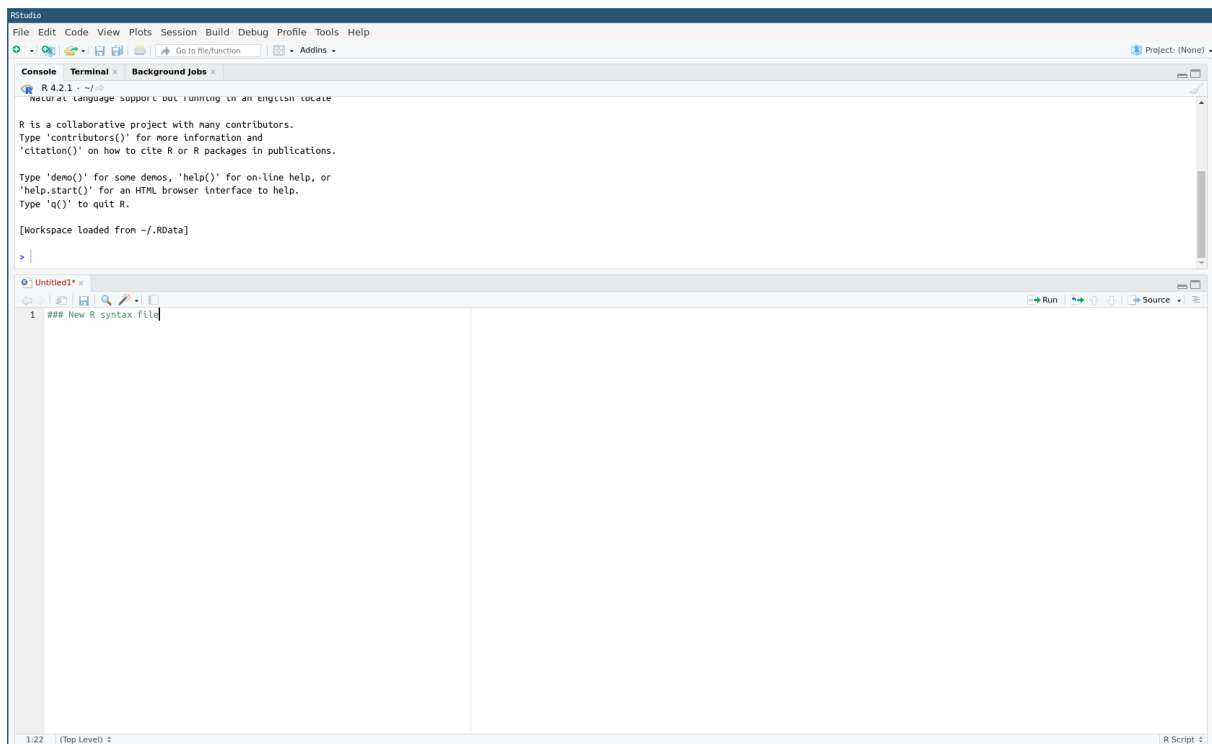 RStudio
File Edit Code View Plots Session Build Debug Profile Tools Help
Go to file/function Addins Project: (None)
Console Terminal Background Jobs
R 4.2.1 · ~/
Natural language support but running in an English locale
R is a collaborative project with many contributors.
Type 'contributors()' for more information and
'citation()' on how to cite R or R packages in publications.
Type 'demo()' for some demos, 'help()' for on-line help, or
'help.start()' for an HTML browser interface to help.
Type 'q()' to quit R.
[Workspace loaded from ~/.RData]
>
Untitled1*
Run Source
1 ### New R syntax file
1:22 (Top Level) R Script